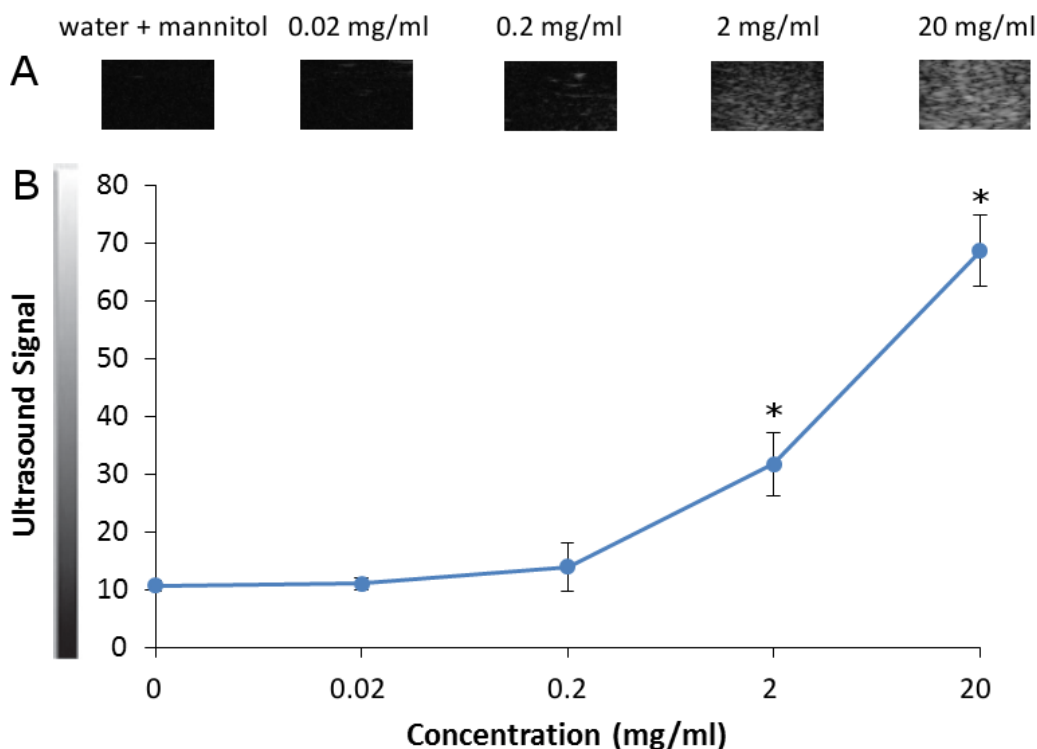 water + mannitol 0.02 mg/ml 0.2 mg/ml 2 mg/ml 20 mg/ml
A
B
Ultrasound Signal
80
70
60
50
40
30
20
10
0
*
*
0 0.02 0.2 2 20
Concentration (mg/ml)